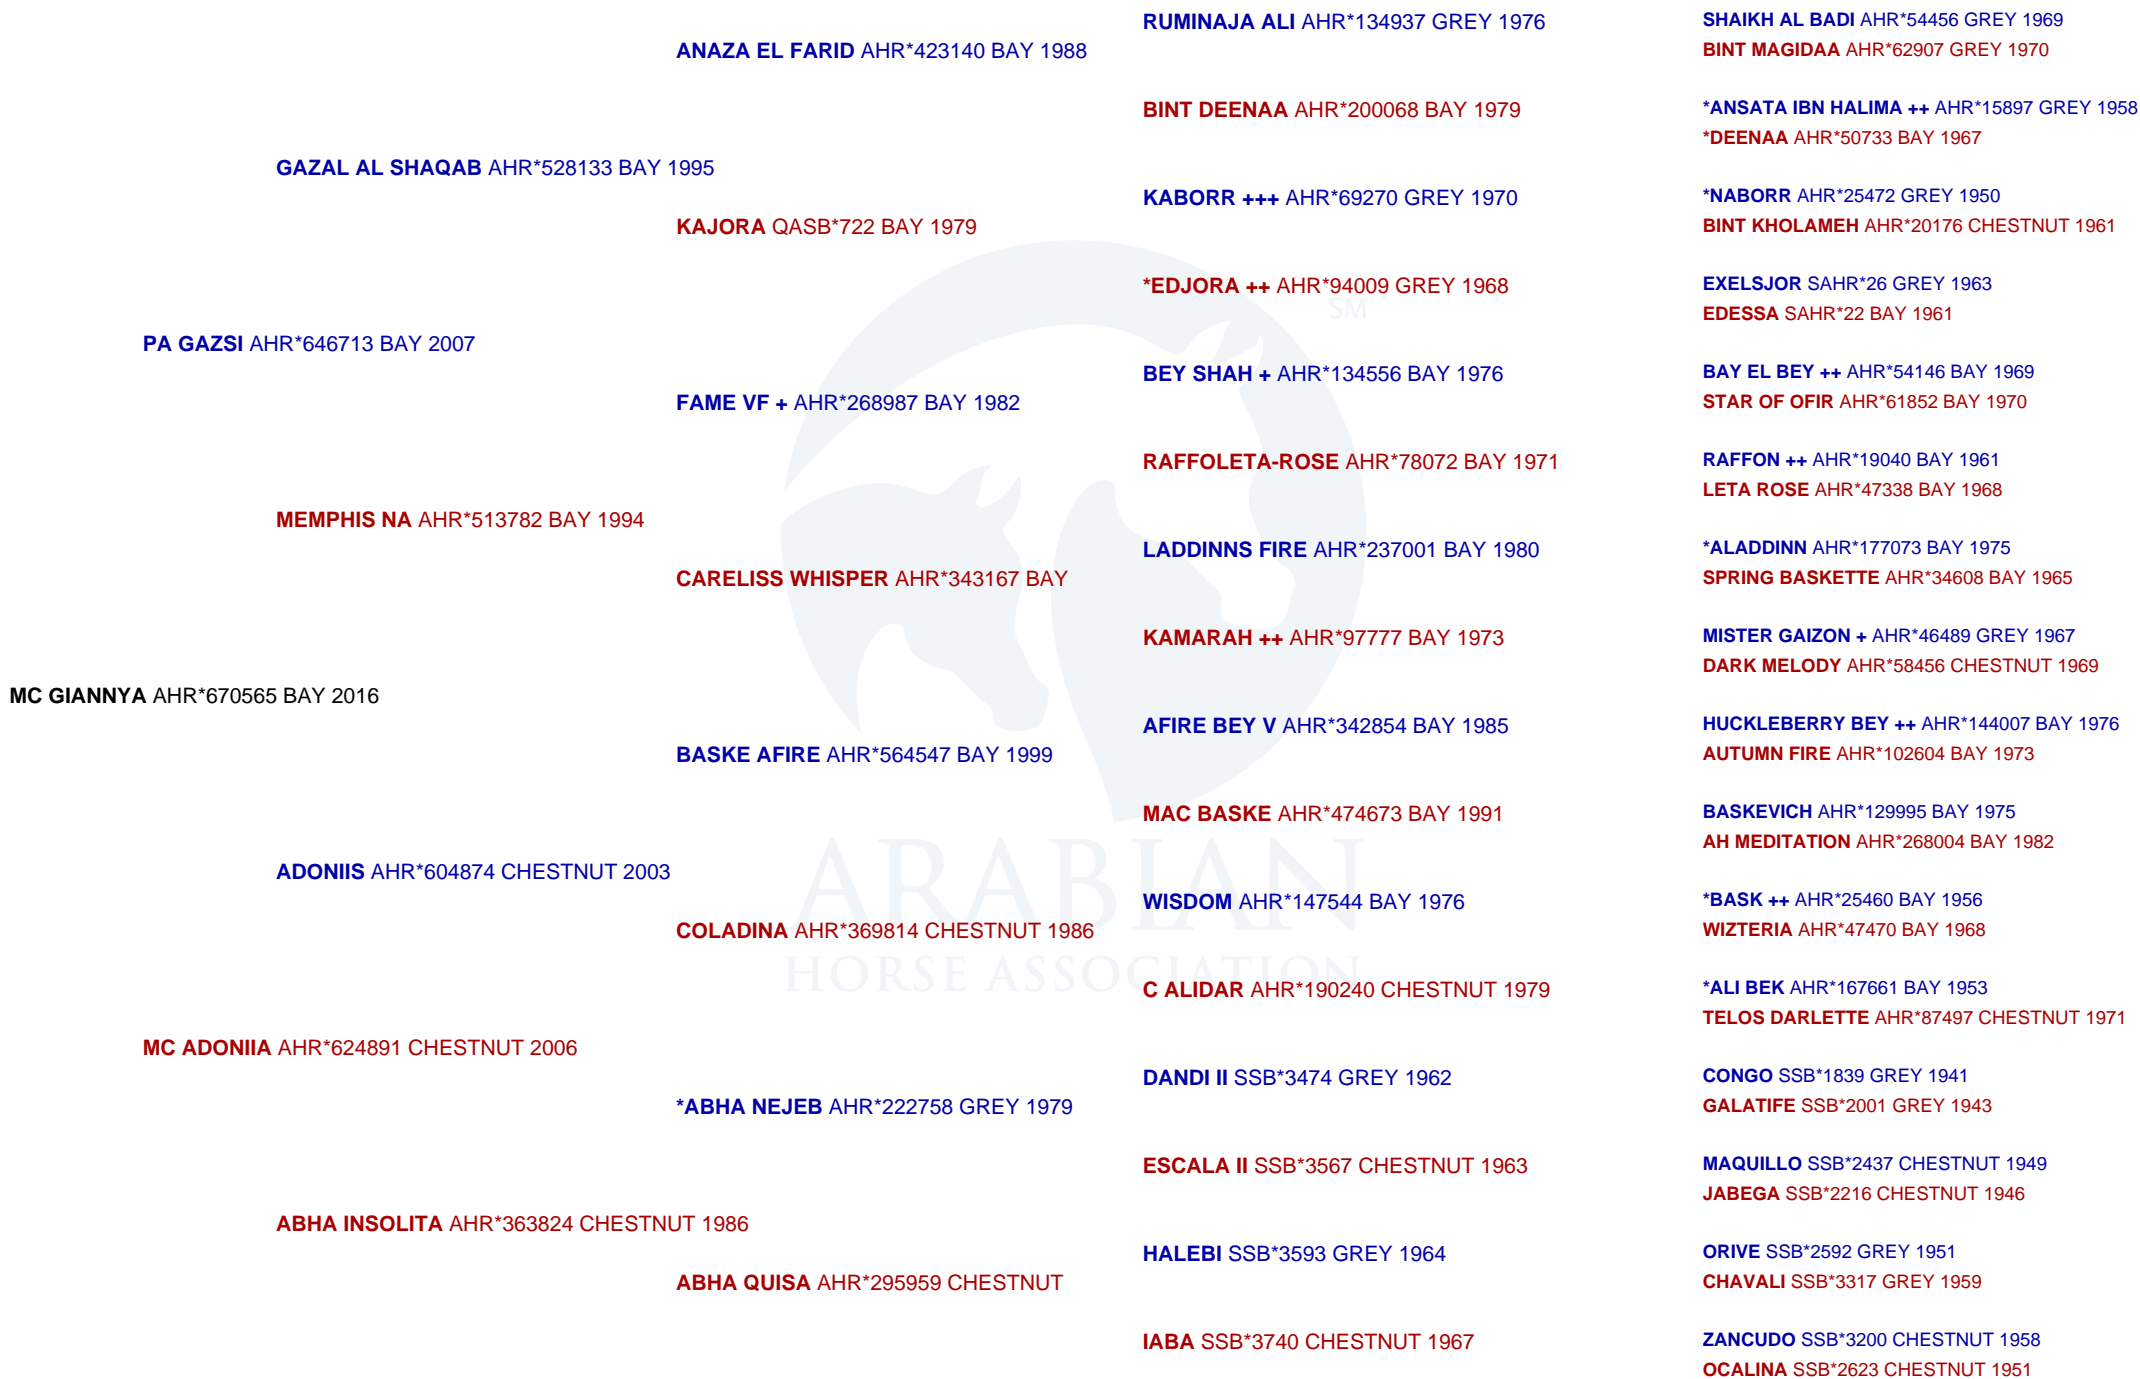 RUMINAJA ALI AHR*134937 GREY 1976
SHAIKH AL BADI AHR*54456 GREY 1969
ANAZA EL FARID AHR*423140 BAY 1988
BINT MAGIDAA AHR*62907 GREY 1970
BINT DEENAA AHR*200068 BAY 1979
*ANSATA IBN HALIMA ++ AHR*15897 GREY 1958
*DEENAA AHR*50733 BAY 1967
GAZAL AL SHAQAB AHR*528133 BAY 1995
KABORR +++ AHR*69270 GREY 1970
*NABORR AHR*25472 GREY 1950
KAJORA QASB*722 BAY 1979
BINT KHOLAMEH AHR*20176 CHESTNUT 1961
*EDJORA ++ AHR*94009 GREY 1968
EXELSJOR SAHR*26 GREY 1963
SM
EDESSA SAHR*22 BAY 1961
PA GAZSI AHR*646713 BAY 2007
BEY SHAH + AHR*134556 BAY 1976
BAY EL BEY ++ AHR*54146 BAY 1969
FAME VF + AHR*268987 BAY 1982
STAR OF OFIR AHR*61852 BAY 1970
RAFFOLETA-ROSE AHR*78072 BAY 1971
RAFFON ++ AHR*19040 BAY 1961
LETA ROSE AHR*47338 BAY 1968
MEMPHIS NA AHR*513782 BAY 1994
LADDINNS FIRE AHR*237001 BAY 1980
*ALADDINN AHR*177073 BAY 1975
CARELISS WHISPER AHR*343167 BAY
SPRING BASKETTE AHR*34608 BAY 1965
KAMARAH ++ AHR*97777 BAY 1973
MISTER GAIZON + AHR*46489 GREY 1967
DARK MELODY AHR*58456 CHESTNUT 1969
MC GIANNYA AHR*670565 BAY 2016
AFIRE BEY V AHR*342854 BAY 1985
HUCKLEBERRY BEY ++ AHR*144007 BAY 1976
BASKE AFIRE AHR*564547 BAY 1999
AUTUMN FIRE AHR*102604 BAY 1973
MAC BASKE AHR*474673 BAY 1991
BASKEVICH AHR*129995 BAY 1975
AH MEDITATION AHR*268004 BAY 1982
ADONIIS AHR*604874 CHESTNUT 2003
ARABIAN
WISDOM AHR*147544 BAY 1976
*BASK ++ AHR*25460 BAY 1956
COLADINA AHR*369814 CHESTNUT 1986
WIZTERIA AHR*47470 BAY 1968
HORSE ASSOCIATION
C ALIDAR AHR*190240 CHESTNUT 1979
*ALI BEK AHR*167661 BAY 1953
TELOS DARLETTE AHR*87497 CHESTNUT 1971
MC ADONIIA AHR*624891 CHESTNUT 2006
DANDI II SSB*3474 GREY 1962
CONGO SSB*1839 GREY 1941
*ABHA NEJEB AHR*222758 GREY 1979
GALATIFE SSB*2001 GREY 1943
ESCALA II SSB*3567 CHESTNUT 1963
MAQUILLO SSB*2437 CHESTNUT 1949
JABEGA SSB*2216 CHESTNUT 1946
ABHA INSOLITA AHR*363824 CHESTNUT 1986
HALEBI SSB*3593 GREY 1964
ORIVE SSB*2592 GREY 1951
ABHA QUISA AHR*295959 CHESTNUT
CHAVALI SSB*3317 GREY 1959
IABA SSB*3740 CHESTNUT 1967
ZANCUDO SSB*3200 CHESTNUT 1958
OCALINA SSB*2623 CHESTNUT 1951